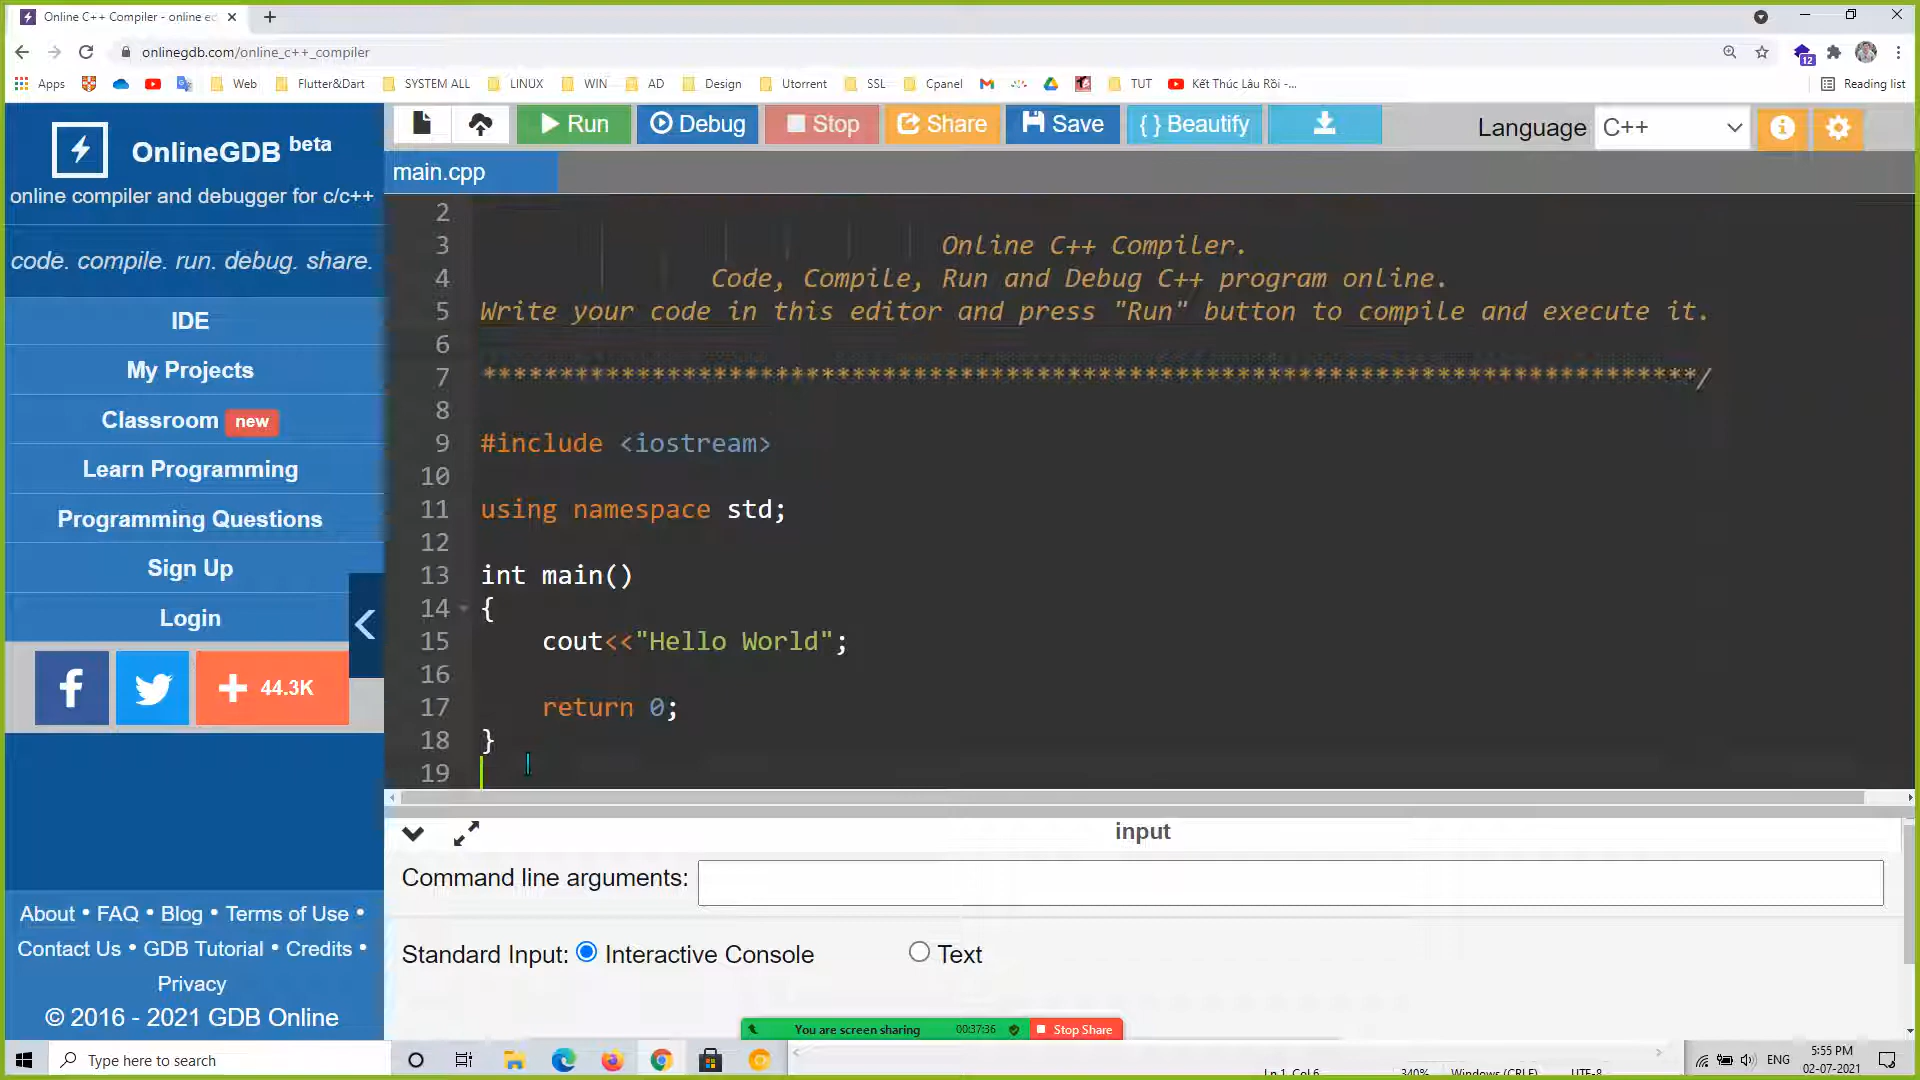 Online C++ Compiler - online ec
onlinegdb.com/online_c++_compiler
12
Apps
Web
Flutter&Dart
SYSTEM ALL
LINUX
WIN
AD
Design
Utorrent
SSL
Cpanel
TUT
Kết Thúc Lâu Rồi -...
Reading list
OnlineGDB beta
online compiler and debugger for c/c++
code. compile. run. debug. share.
IDE
My Projects
Classroom new
Learn Programming
Programming Questions
Sign Up
Login
44.3K
About • FAQ • Blog • Terms of Use •
Contact Us • GDB Tutorial • Credits •
Privacy
© 2016 - 2021 GDB Online
Run
Debug
Stop
Share
Save
{ } Beautify
Language C++
main.cpp
2
3 Online C++ Compiler.
4 Code, Compile, Run and Debug C++ program online.
5 Write your code in this editor and press "Run" button to compile and execute it.
6
7 *******************************************************************************/
8
9 #include <iostream>
10
11 using namespace std;
12
13 int main()
14 {
15 cout<<"Hello World";
16
17 return 0;
18 }
19
input
Command line arguments:
Standard Input: Interactive Console Text
You are screen sharing 00:37:36 Stop Share
Type here to search
Ln 1, Col 6
340%
Windows (CRLF)
UTF-8
ENG
5:55 PM
02-07-2021